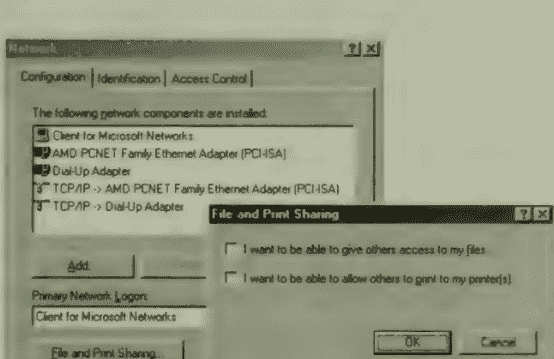 Network
Configuration
Identification
Access Control
The following network components are installed:
Client for Microsoft Networks
AMD PCNET Family Ethernet Adapter (PCI-ISA)
Dial-Up Adapter
TCP/IP -> AMD PCNET Family Ethernet Adapter (PCI-ISA)
TCP/IP -> Dial-Up Adapter
Add...
Primary Network Logon:
Client for Microsoft Networks
File and Print Sharing...
File and Print Sharing
I want to be able to give others access to my files.
I want to be able to allow others to print to my printer(s).
OK
Cancel